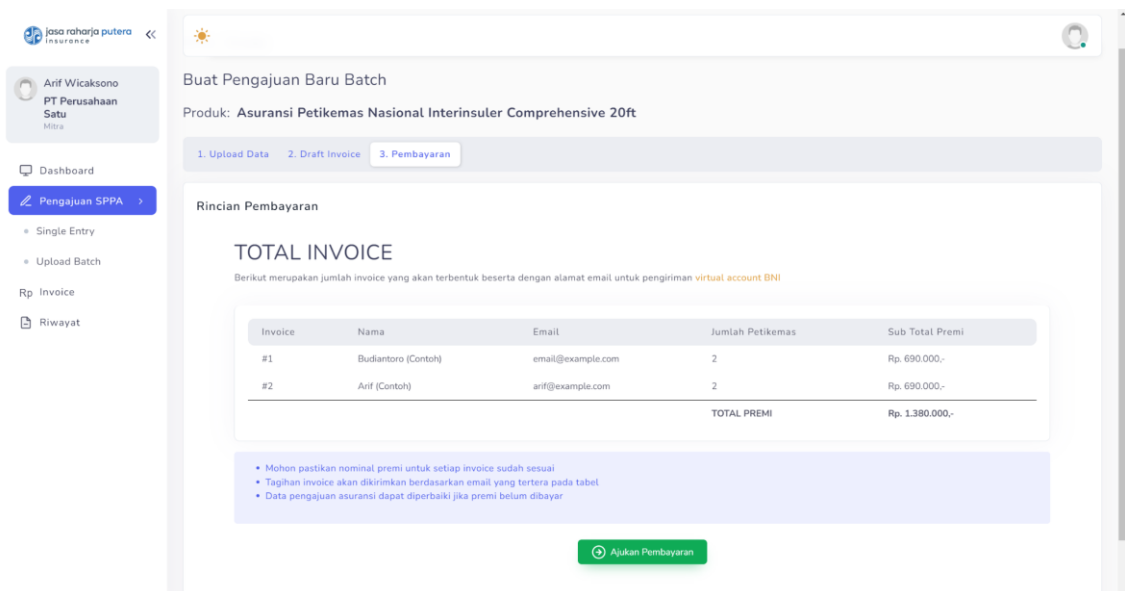 jasa raharja putera
insurance
Arif Wicaksono
PT Perusahaan
Satu
Mitra
Dashboard
Pengajuan SPPA
Single Entry
Upload Batch
Rp Invoice
Riwayat
Buat Pengajuan Baru Batch
Produk: Asuransi Petikemas Nasional Interinsuler Comprehensive 20ft
1. Upload Data 2. Draft Invoice 3. Pembayaran
Rincian Pembayaran
TOTAL INVOICE
Berikut merupakan jumlah invoice yang akan terbentuk beserta dengan alamat email untuk pengiriman virtual account BNI
Invoice Nama Email Jumlah Petikemas Sub Total Premi
#1 Budiantoro (Contoh) email@example.com 2 Rp. 690.000,-
#2 Arif (Contoh) arif@example.com 2 Rp. 690.000,-
TOTAL PREMI Rp. 1.380.000,-
• Mohon pastikan nominal premi untuk setiap invoice sudah sesuai
• Tagihan invoice akan dikirimkan berdasarkan email yang tertera pada tabel
• Data pengajuan asuransi dapat diperbaiki jika premi belum dibayar
Ajukan Pembayaran